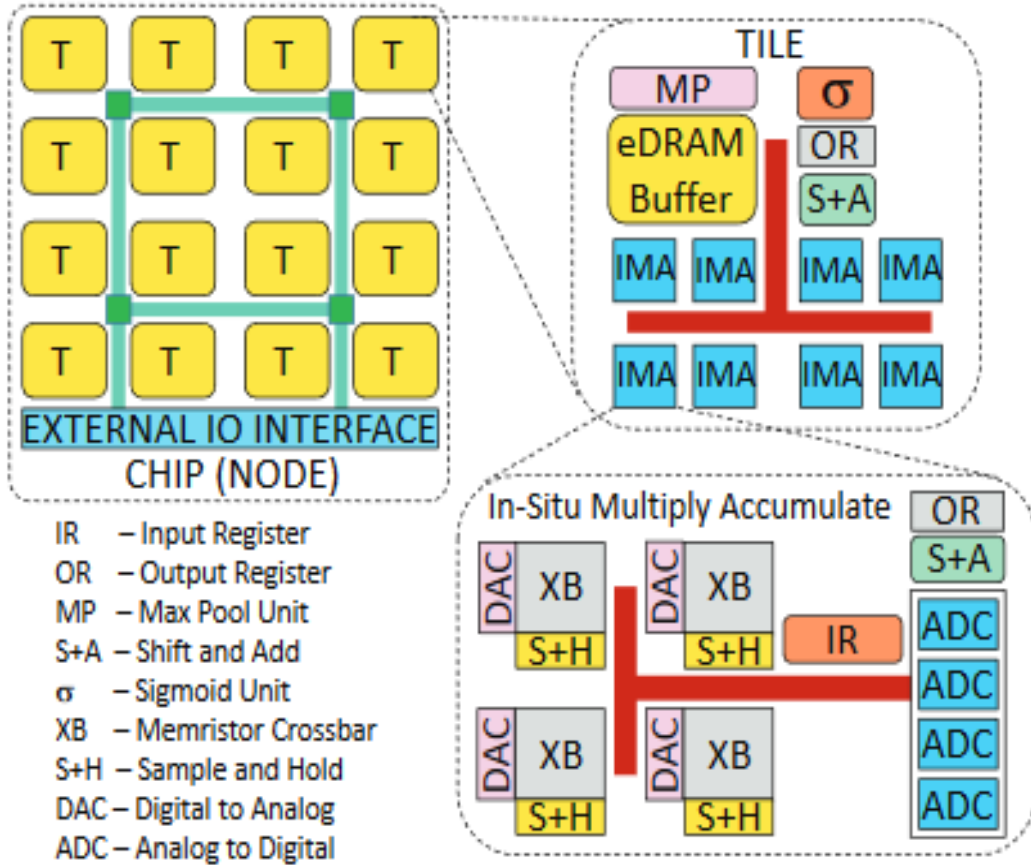 T T T T
T T T T
T T T T
T T T T
EXTERNAL IO INTERFACE
CHIP (NODE)
TILE
MP
σ
eDRAM
Buffer
OR
S+A
IMA IMA IMA IMA
IMA IMA IMA IMA
IR – Input Register
OR – Output Register
MP – Max Pool Unit
S+A – Shift and Add
σ – Sigmoid Unit
XB – Memristor Crossbar
S+H – Sample and Hold
DAC – Digital to Analog
ADC – Analog to Digital
In-Situ Multiply Accumulate
OR
S+A
DAC XB DAC XB
S+H S+H
IR
ADC
ADC
DAC XB DAC XB
S+H S+H
ADC
ADC